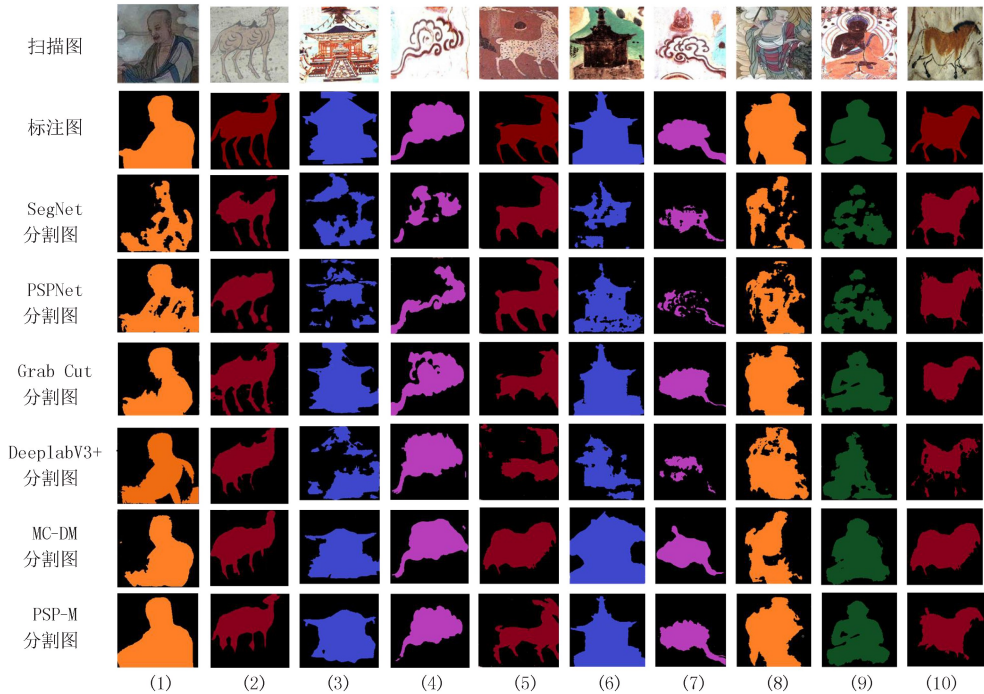 扫描图
标注图
SegNet
分割图
PSPNet
分割图
Grab Cut
分割图
DeeplabV3+
分割图
MC-DM
分割图
PSP-M
分割图
(1) (2) (3) (4) (5) (6) (7) (8) (9) (10)